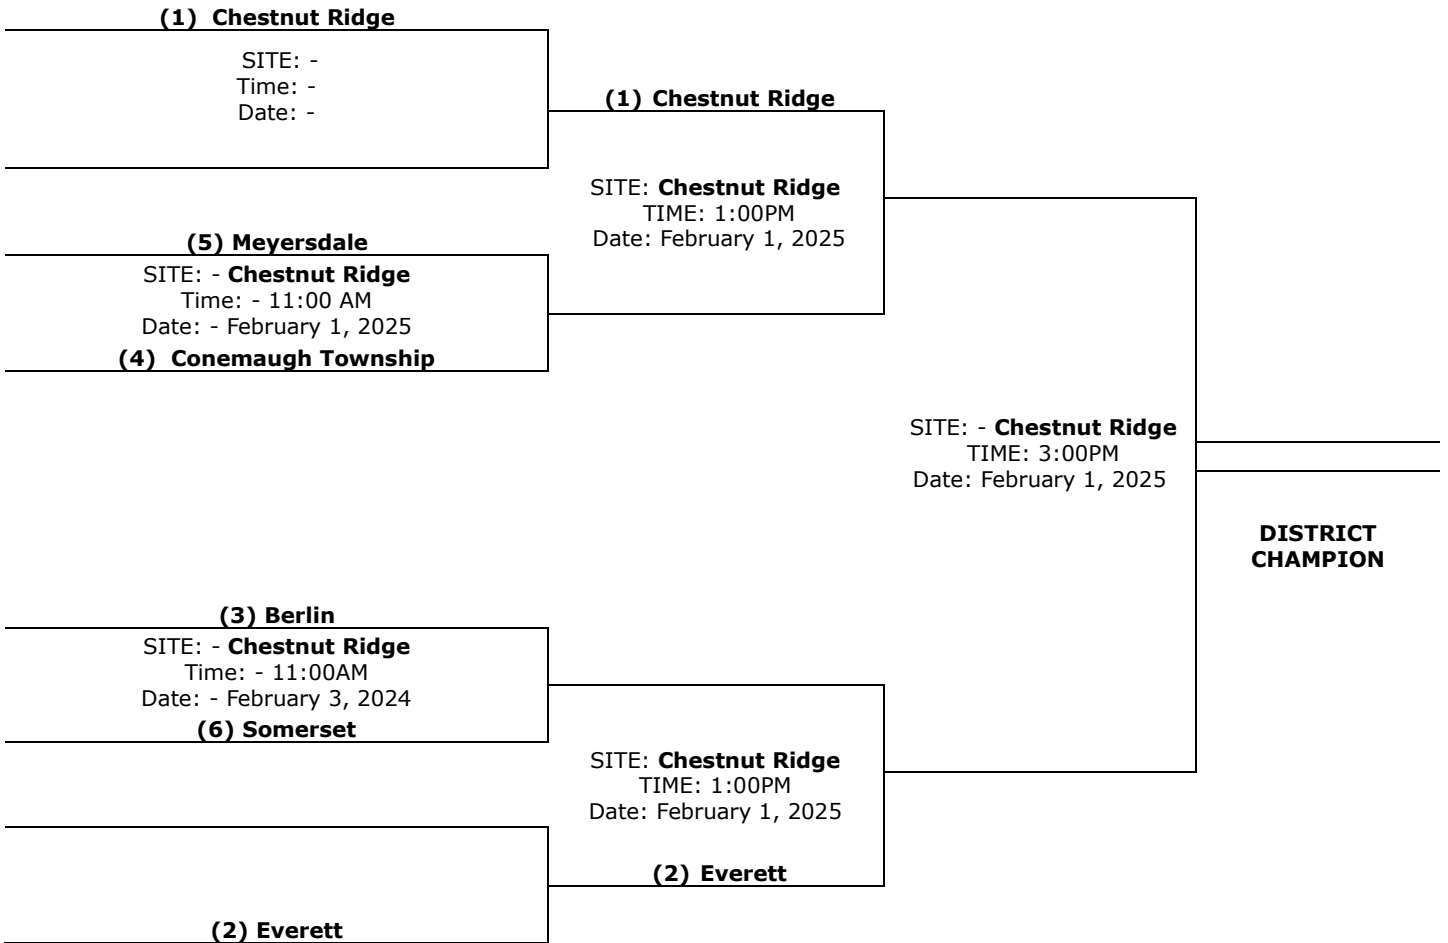 (1) Chestnut Ridge
SITE: -
Time: -
Date: -
(1) Chestnut Ridge
SITE: Chestnut Ridge
TIME: 1:00PM
Date: February 1, 2025
(5) Meyersdale
SITE: - Chestnut Ridge
Time: - 11:00 AM
Date: - February 1, 2025
(4) Conemaugh Township
SITE: - Chestnut Ridge
TIME: 3:00PM
Date: February 1, 2025
DISTRICT
CHAMPION
(3) Berlin
SITE: - Chestnut Ridge
Time: - 11:00AM
Date: - February 3, 2024
(6) Somerset
SITE: Chestnut Ridge
TIME: 1:00PM
Date: February 1, 2025
(2) Everett
(2) Everett